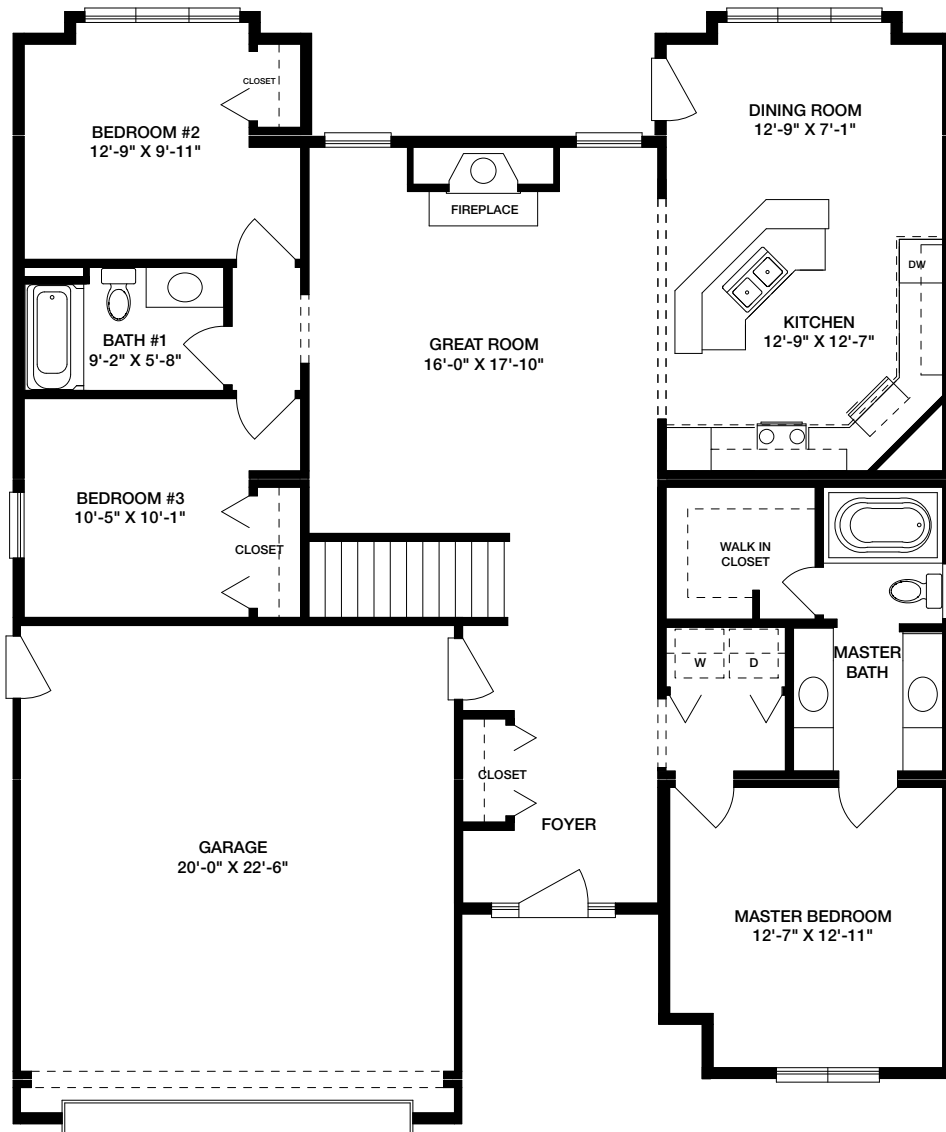 CLOSET
BEDROOM #2
12'-9" X 9'-11"
DINING ROOM
12'-9" X 7'-1"
FIREPLACE
DW
BATH #1
9'-2" X 5'-8"
GREAT ROOM
16'-0" X 17'-10"
KITCHEN
12'-9" X 12'-7"
BEDROOM #3
10'-5" X 10'-1"
CLOSET
WALK IN
CLOSET
W
D
MASTER
BATH
CLOSET
FOYER
GARAGE
20'-0" X 22'-6"
MASTER BEDROOM
12'-7" X 12'-11"